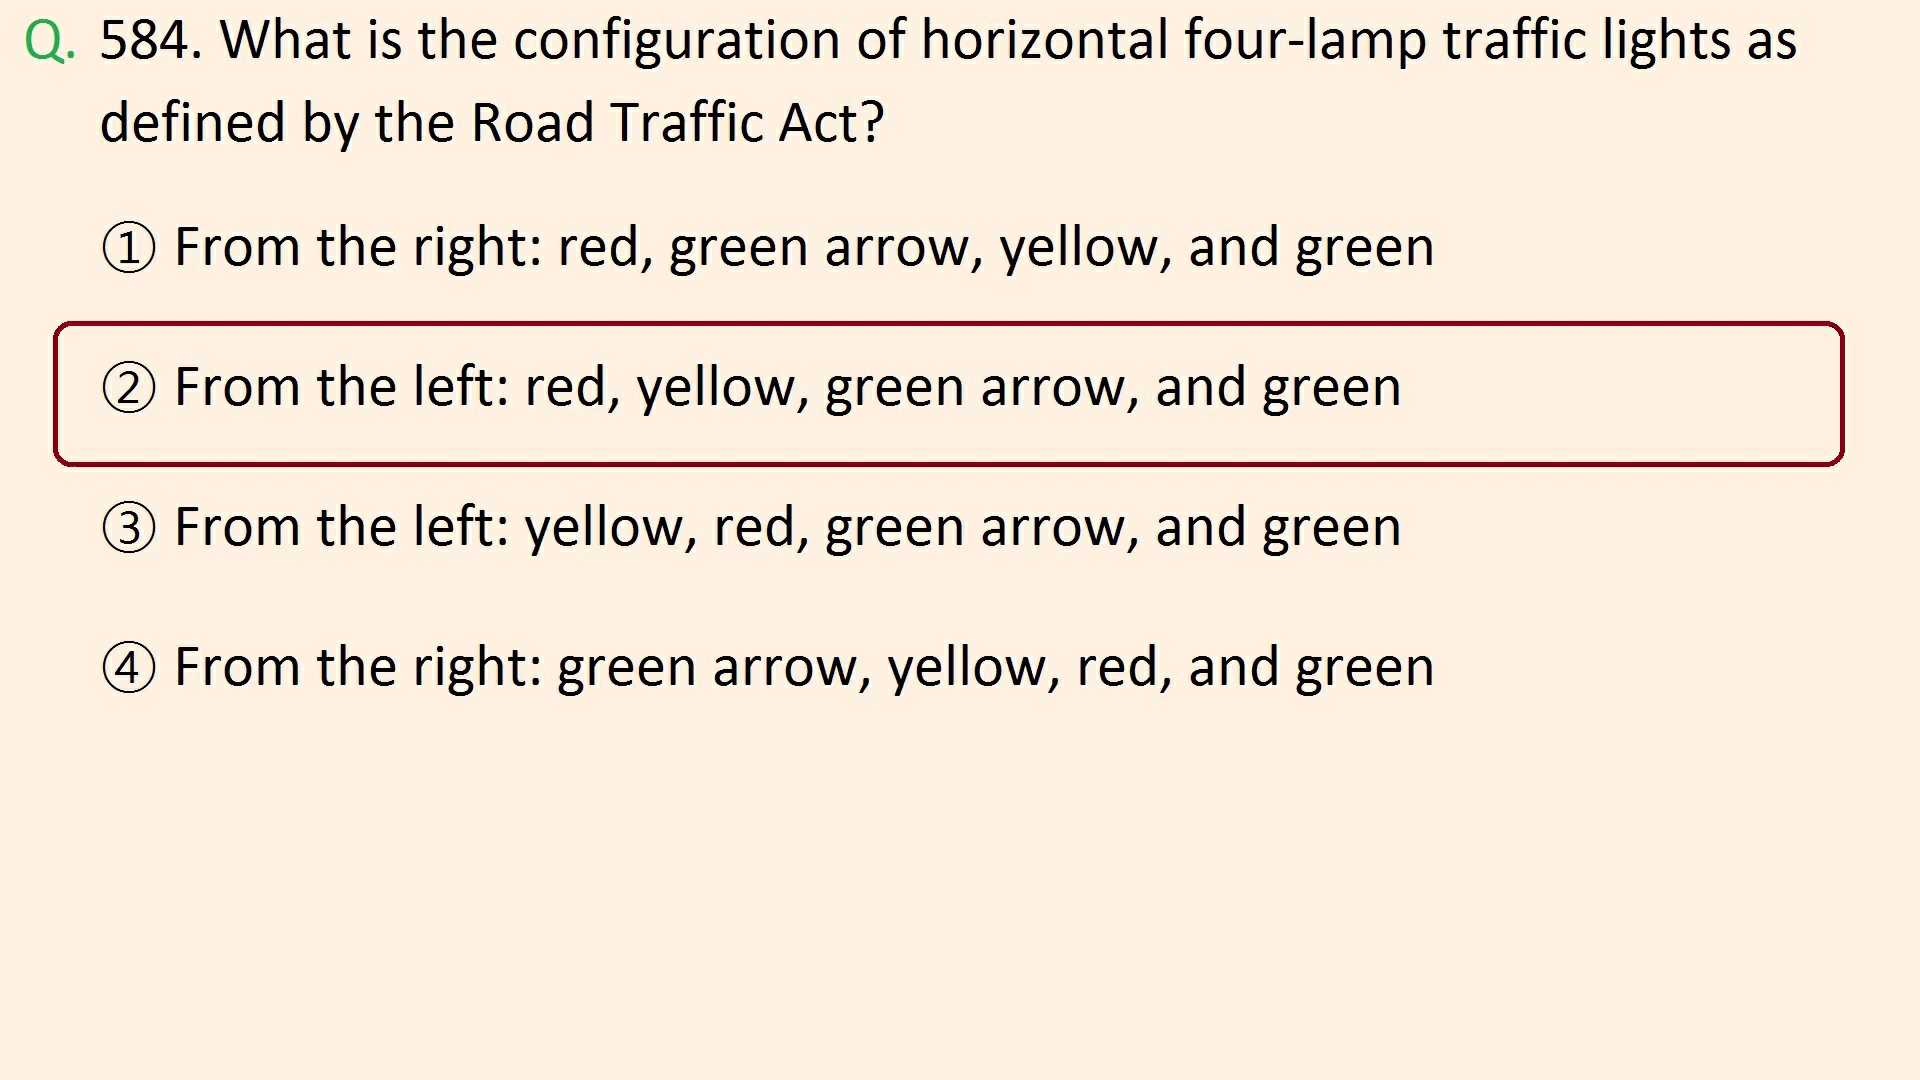 Q. 584. What is the configuration of horizontal four-lamp traffic lights as
defined by the Road Traffic Act?
① From the right: red, green arrow, yellow, and green
② From the left: red, yellow, green arrow, and green
③ From the left: yellow, red, green arrow, and green
④ From the right: green arrow, yellow, red, and green